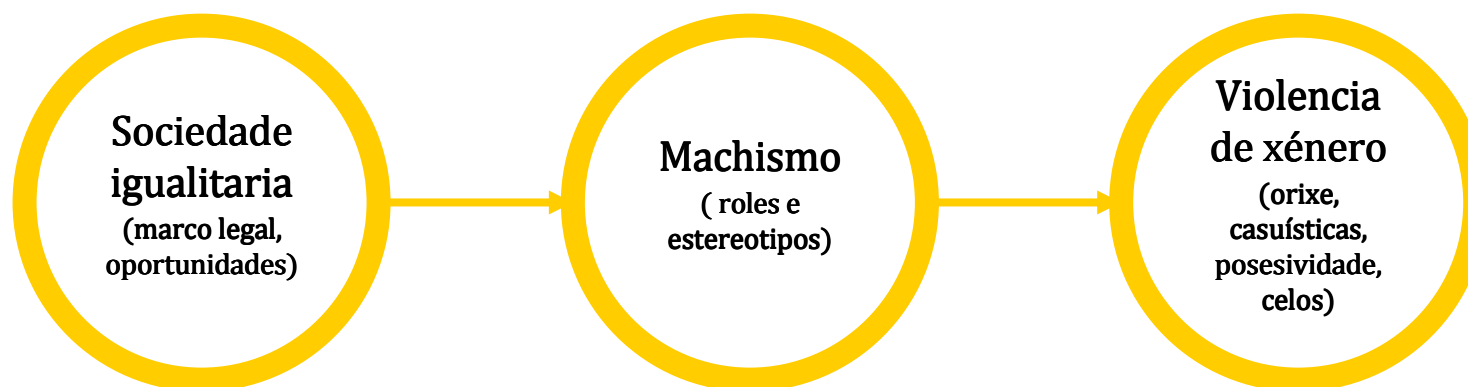 Sociedade
igualitaria
(marco legal,
oportunidades)
Machismo
( roles e
estereotipos)
Violencia
de xénero
(orixe,
casuísticas,
posesividade,
celos)